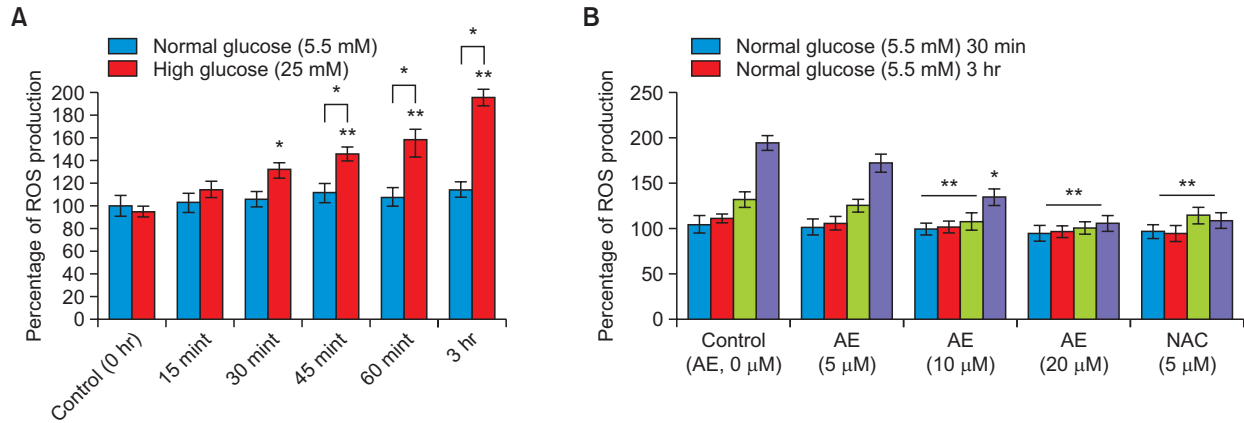 A
Normal glucose (5.5 mM)
High glucose (25 mM)
Percentage of ROS production
200
180
160
140
120
100
80
60
40
20
0
*
*
**
*
**
*
**
Control (0 hr)
15 mint
30 mint
45 mint
60 mint
3 hr
B
Normal glucose (5.5 mM) 30 min
Normal glucose (5.5 mM) 3 hr
Percentage of ROS production
250
200
150
100
50
0
**
*
**
**
Control
(AE, 0 μM)
AE
(5 μM)
AE
(10 μM)
AE
(20 μM)
NAC
(5 μM)